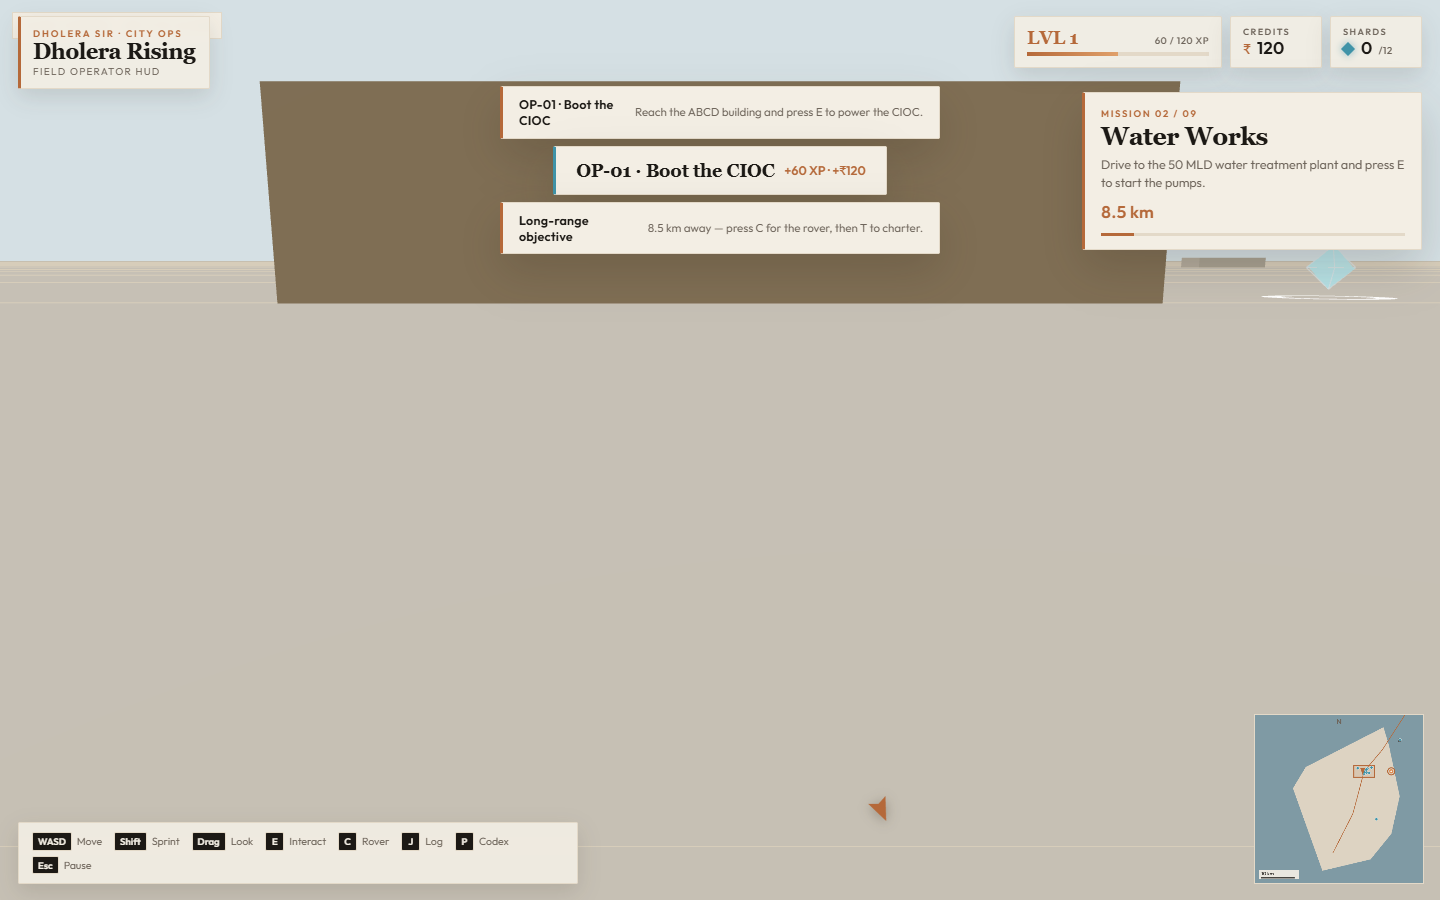 DHOLERA SIR · CITY OPS
Dholera Rising
FIELD OPERATOR HUD
LVL 1
60 / 120 XP
CREDITS
₹ 120
SHARDS
0 /12
OP-01 · Boot the
CIOC
Reach the ABCD building and press E to power the CIOC.
OP-01 · Boot the CIOC +60 XP · +₹120
Long-range
objective
8.5 km away — press C for the rover, then T to charter.
MISSION 02 / 09
Water Works
Drive to the 50 MLD water treatment plant and press E
to start the pumps.
8.5 km
N
WASD Move Shift Sprint Drag Look E Interact C Rover J Log P Codex
Esc Pause